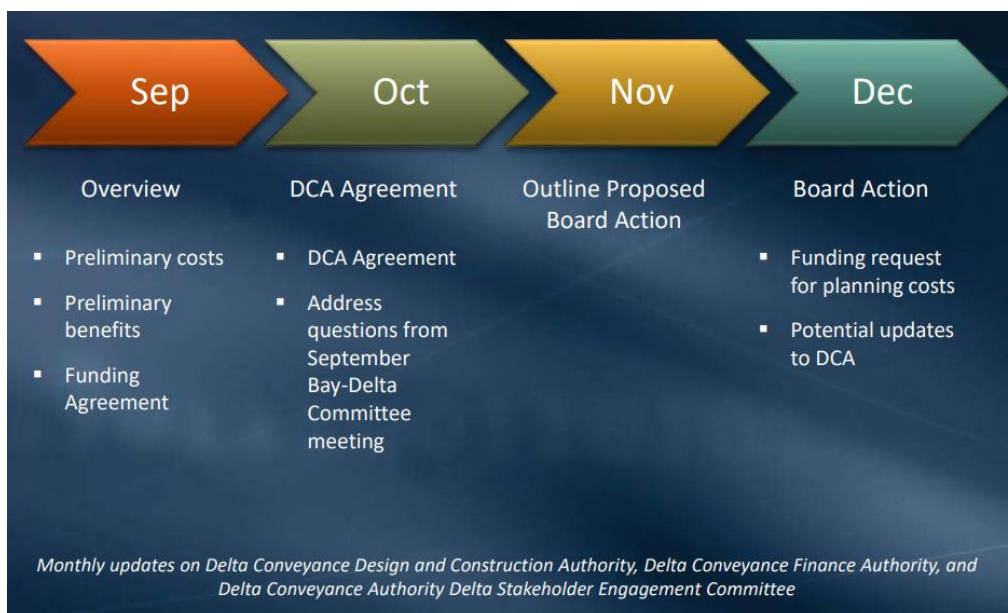 Sep
Oct
Nov
Dec
Overview
▪ Preliminary costs
▪ Preliminary
benefits
▪ Funding
Agreement
DCA Agreement
▪ DCA Agreement
▪ Address
questions from
September
Bay-Delta
Committee
meeting
Outline Proposed
Board Action
Board Action
▪ Funding request
for planning costs
▪ Potential updates
to DCA
Monthly updates on Delta Conveyance Design and Construction Authority, Delta Conveyance Finance Authority, and
Delta Conveyance Authority Delta Stakeholder Engagement Committee